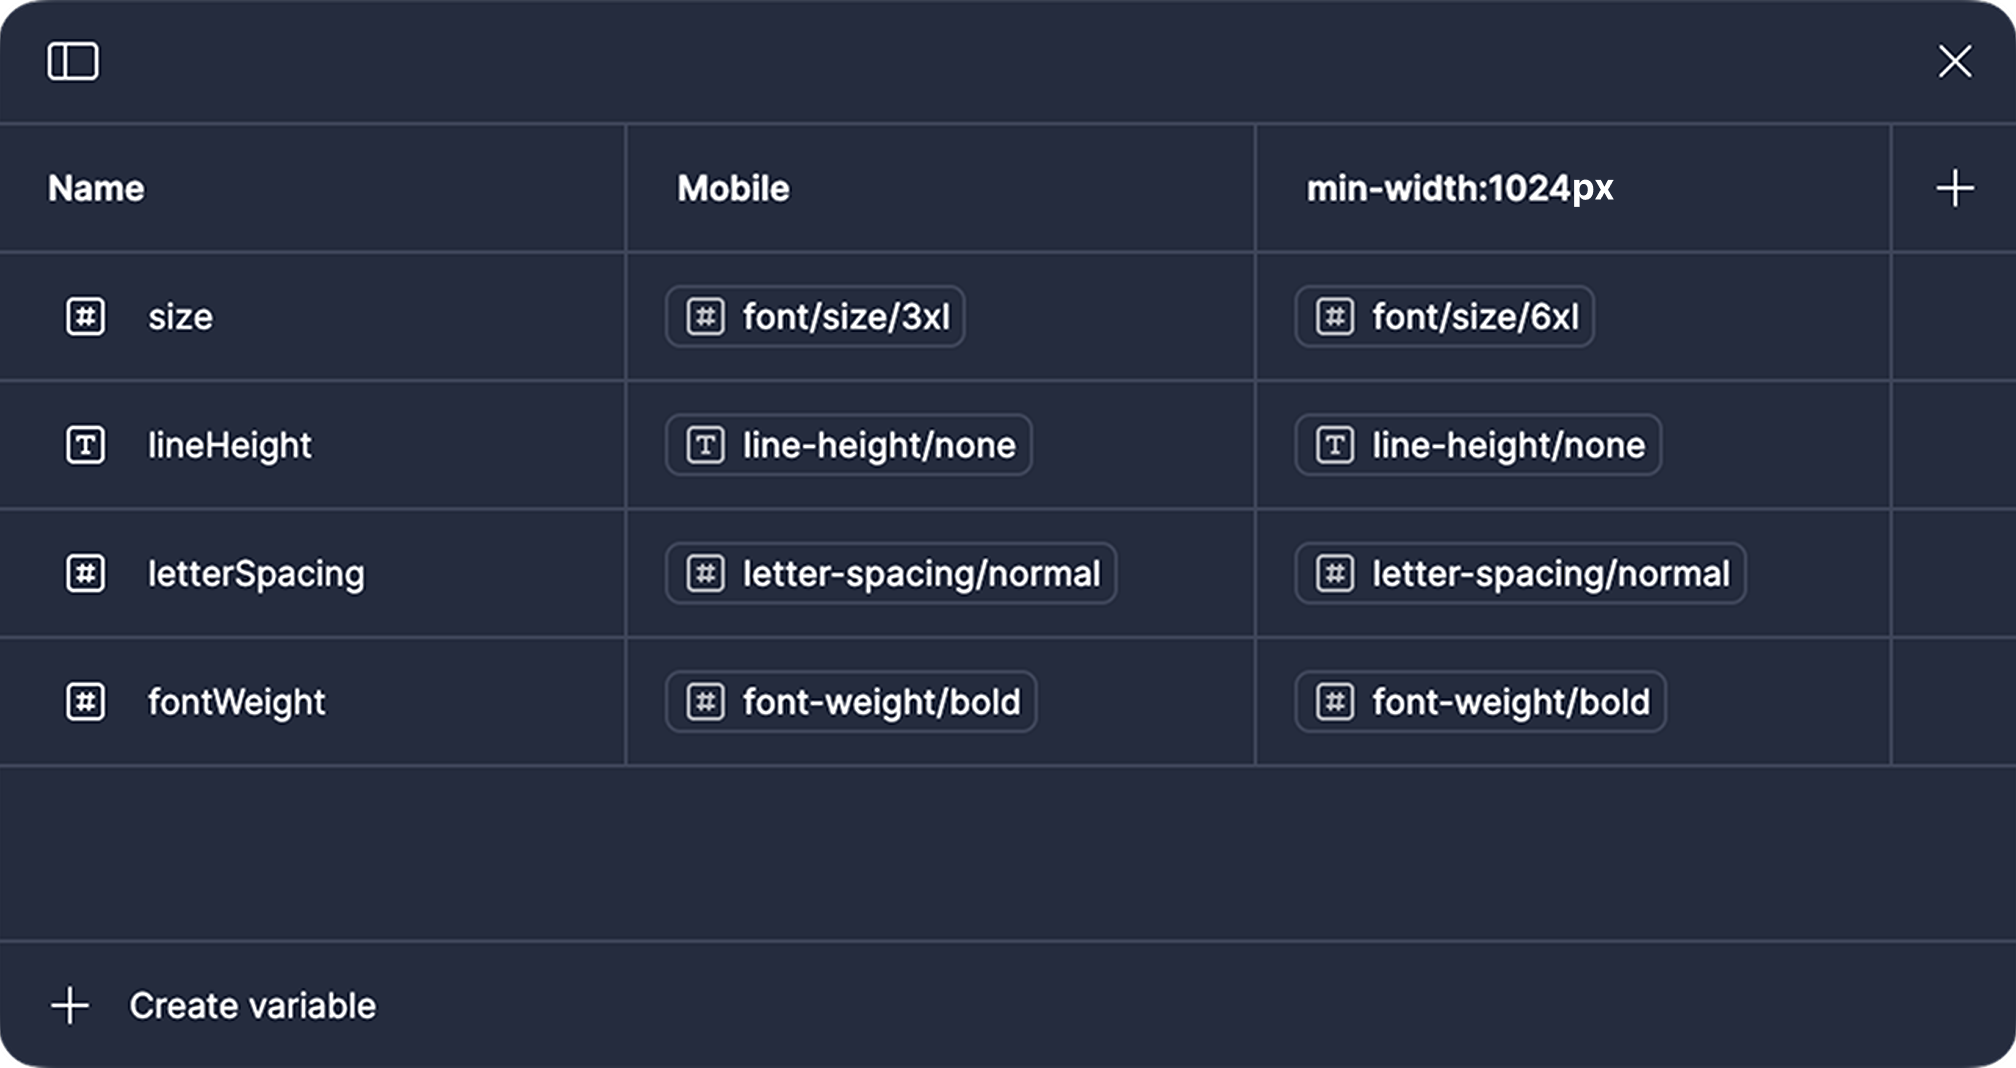 Name Mobile min-width:1024px
size font/size/3xl font/size/6xl
lineHeight line-height/none line-height/none
letterSpacing letter-spacing/normal letter-spacing/normal
fontWeight font-weight/bold font-weight/bold
Create variable